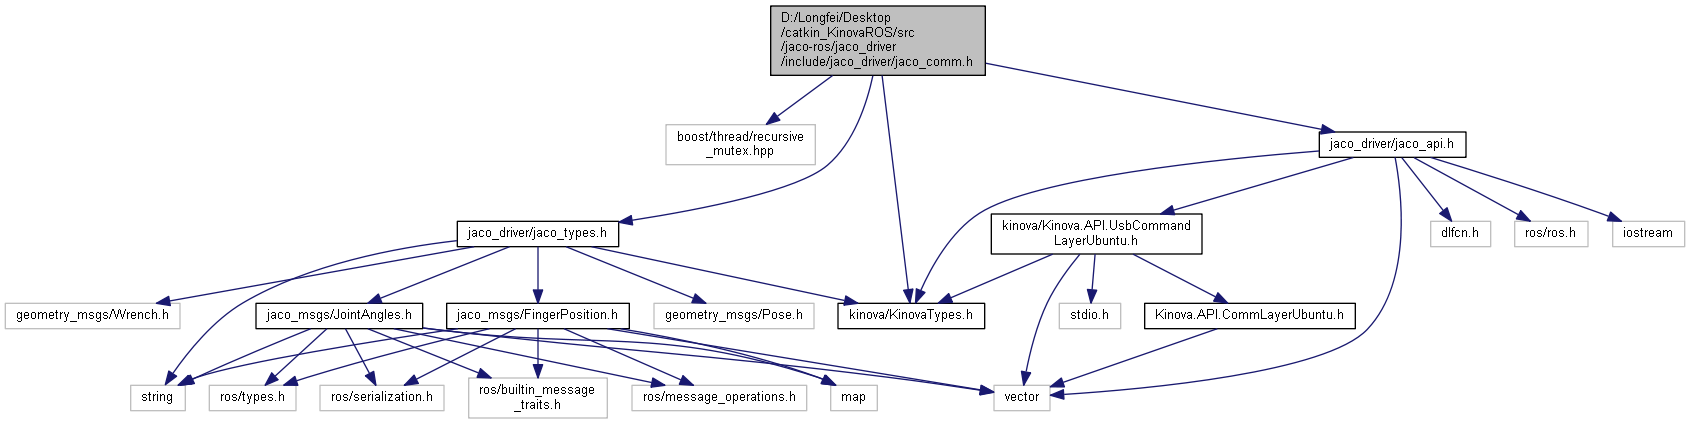 D:/Longfei/Desktop
/catkin_KinovaROS/src
/jaco-ros/jaco_driver
/include/jaco_driver/jaco_comm.h
boost/thread/recursive
_mutex.hpp
jaco_driver/jaco_api.h
jaco_driver/jaco_types.h
kinova/Kinova.API.UsbCommand
LayerUbuntu.h
dlfcn.h
ros/ros.h
iostream
geometry_msgs/Wrench.h
jaco_msgs/JointAngles.h
jaco_msgs/FingerPosition.h
geometry_msgs/Pose.h
kinova/KinovaTypes.h
stdio.h
Kinova.API.CommLayerUbuntu.h
string
ros/types.h
ros/serialization.h
ros/builtin_message
_traits.h
ros/message_operations.h
map
vector